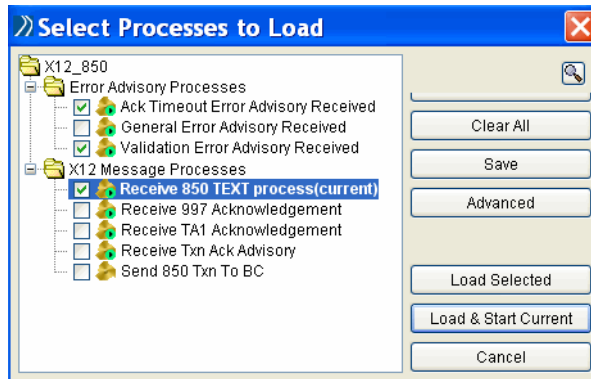 Select Processes to Load
X12_850
Error Advisory Processes
Ack Timeout Error Advisory Received
General Error Advisory Received
Validation Error Advisory Received
X12 Message Processes
Receive 850 TEXT process(current)
Receive 997 Acknowledgement
Receive TA1 Acknowledgement
Receive Txn Ack Advisory
Send 850 Txn To BC
Clear All
Save
Advanced
Load Selected
Load & Start Current
Cancel